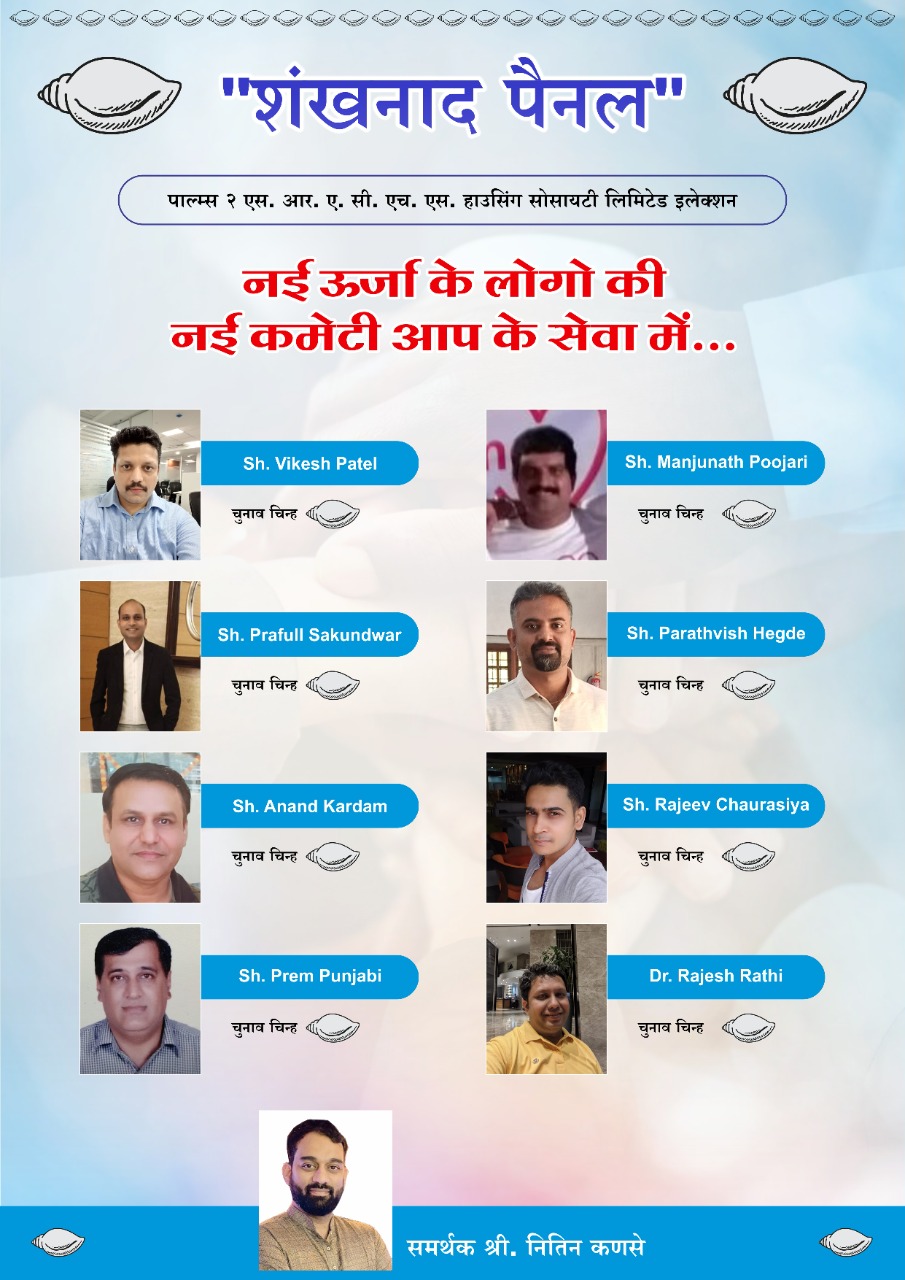 "शंखनाद पैनल"
पाल्म्स २ एस. आर. ए. सी. एच. एस. हाउसिंग सोसायटी लिमिटेड इलेक्शन
नई ऊर्जा के लोगो की
नई कमेटी आप के सेवा में...
Sh. Vikesh Patel
चुनाव चिन्ह
Sh. Manjunath Poojari
चुनाव चिन्ह
Sh. Prafull Sakundwar
चुनाव चिन्ह
Sh. Parathvish Hegde
चुनाव चिन्ह
Sh. Anand Kardam
चुनाव चिन्ह
Sh. Rajeev Chaurasiya
चुनाव चिन्ह
Sh. Prem Punjabi
चुनाव चिन्ह
Dr. Rajesh Rathi
चुनाव चिन्ह
समर्थक श्री. नितिन कणसे